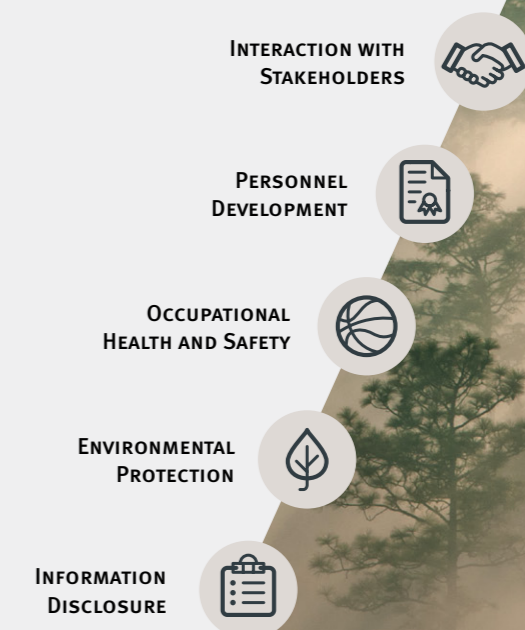 Interaction with
Stakeholders
Personnel
Development
Occupational
Health and Safety
Environmental
Protection
Information
Disclosure